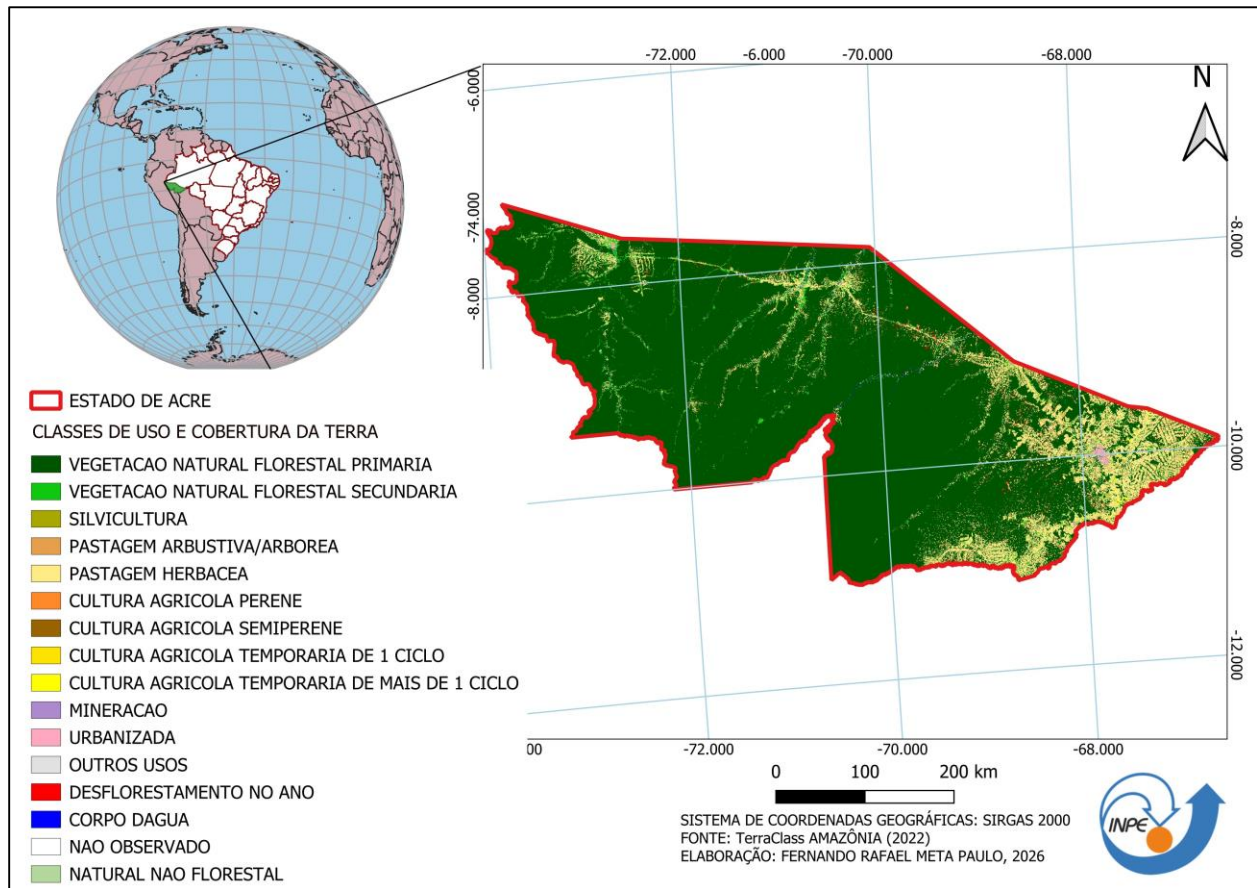 -72.000 -6.000 -70.000 -68.000
N
-6.000
-74.000
-8.000
-8.000
-10.000
-12.000
ESTADO DE ACRE
CLASSES DE USO E COBERTURA DA TERRA
VEGETACAO NATURAL FLORESTAL PRIMARIA
VEGETACAO NATURAL FLORESTAL SECUNDARIA
SILVICULTURA
PASTAGEM ARBUSTIVA/ARBOREA
PASTAGEM HERBACEA
CULTURA AGRICOLA PERENE
CULTURA AGRICOLA SEMIPERENE
CULTURA AGRICOLA TEMPORARIA DE 1 CICLO
CULTURA AGRICOLA TEMPORARIA DE MAIS DE 1 CICLO
MINERACAO
URBANIZADA
OUTROS USOS
DESFLORESTAMENTO NO ANO
CORPO DAGUA
NAO OBSERVADO
NATURAL NAO FLORESTAL
00 -72.000 -70.000 -68.000
0 100 200 km
SISTEMA DE COORDENADAS GEOGRÁFICAS: SIRGAS 2000
FONTE: TerraClass AMAZÔNIA (2022)
ELABORAÇÃO: FERNANDO RAFAEL META PAULO, 2026
INPE